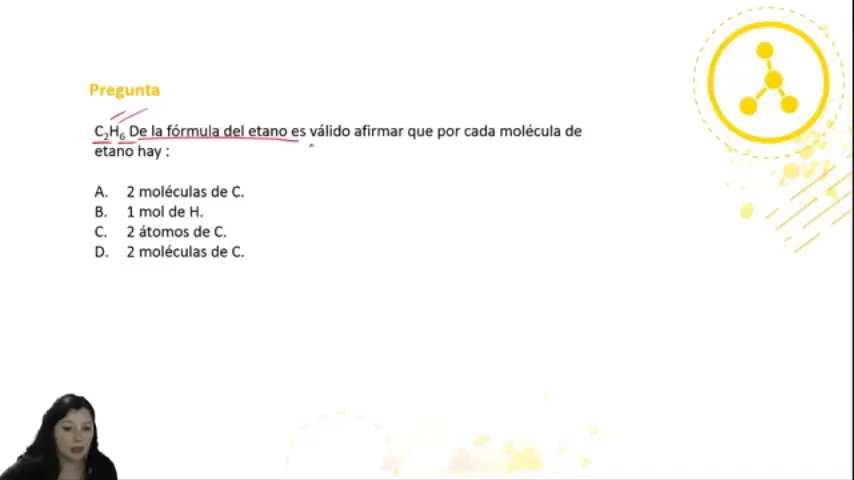 Pregunta
C₂H₆ De la fórmula del etano es válido afirmar que por cada molécula de
etano hay :
A. 2 moléculas de C.
B. 1 mol de H.
C. 2 átomos de C.
D. 2 moléculas de C.